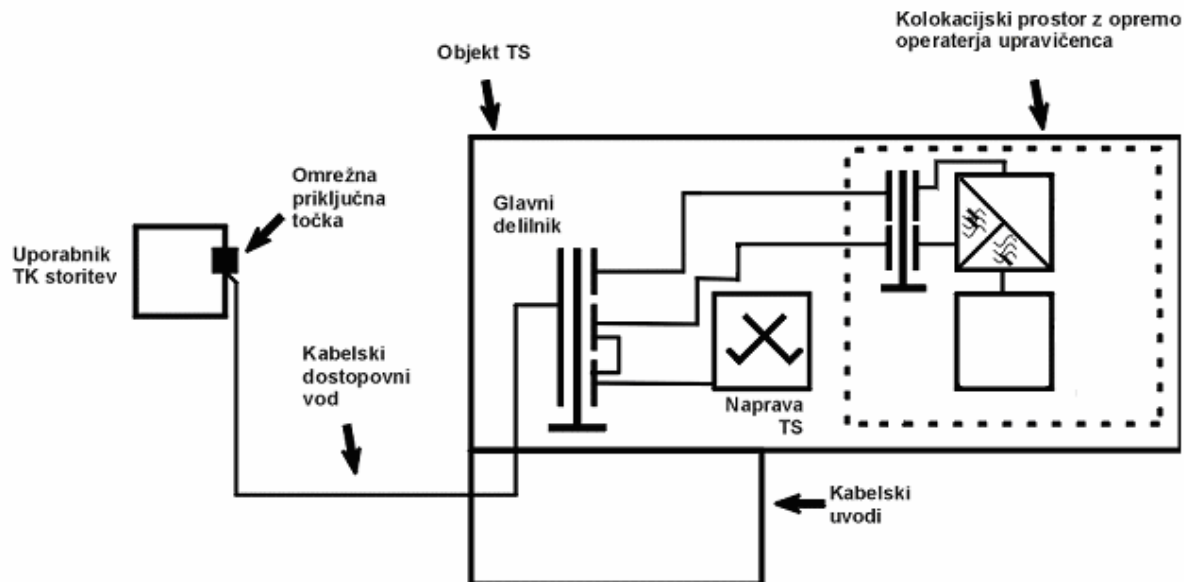 Kolokacijski prostor z opremo
operaterja upravičenca
Objekt TS
Omrežna
priključna
točka
Glavni
delilnik
Uporabnik
TK storitev
Kabelski
dostopovni
vod
Naprava
TS
Kabelski
uvodi